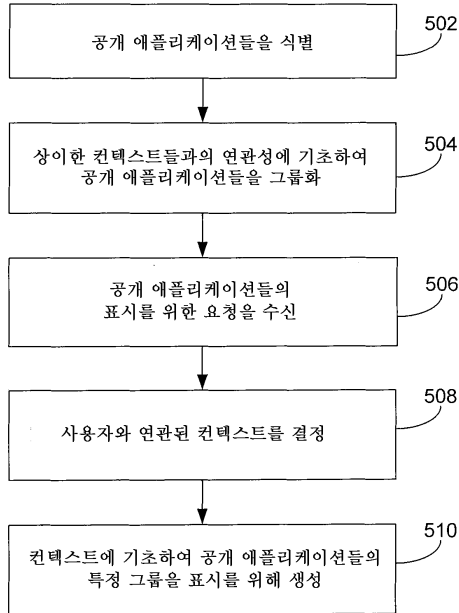 공개 애플리케이션들을 식별
502
상이한 컨텍스트들과의 연관성에 기초하여
공개 애플리케이션들을 그룹화
504
공개 애플리케이션들의
표시를 위한 요청을 수신
506
사용자와 연관된 컨텍스트를 결정
508
컨텍스트에 기초하여 공개 애플리케이션들의
특정 그룹을 표시를 위해 생성
510